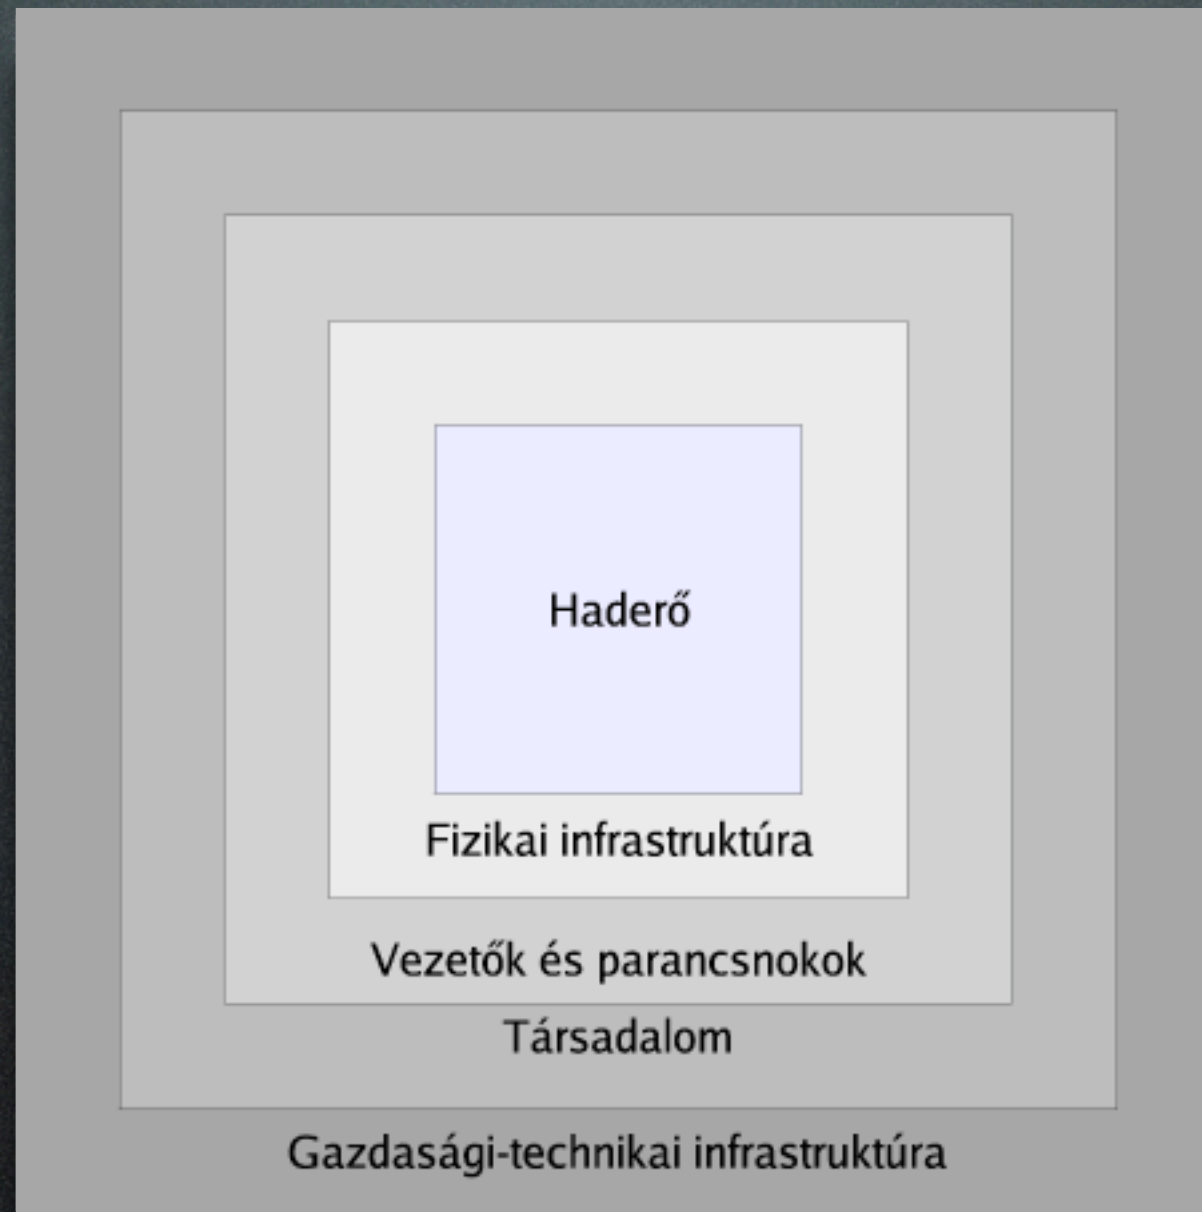 Haderő
Fizikai infrastruktúra
Vezetők és parancsnokok
Társadalom
Gazdasági-technikai infrastruktúra